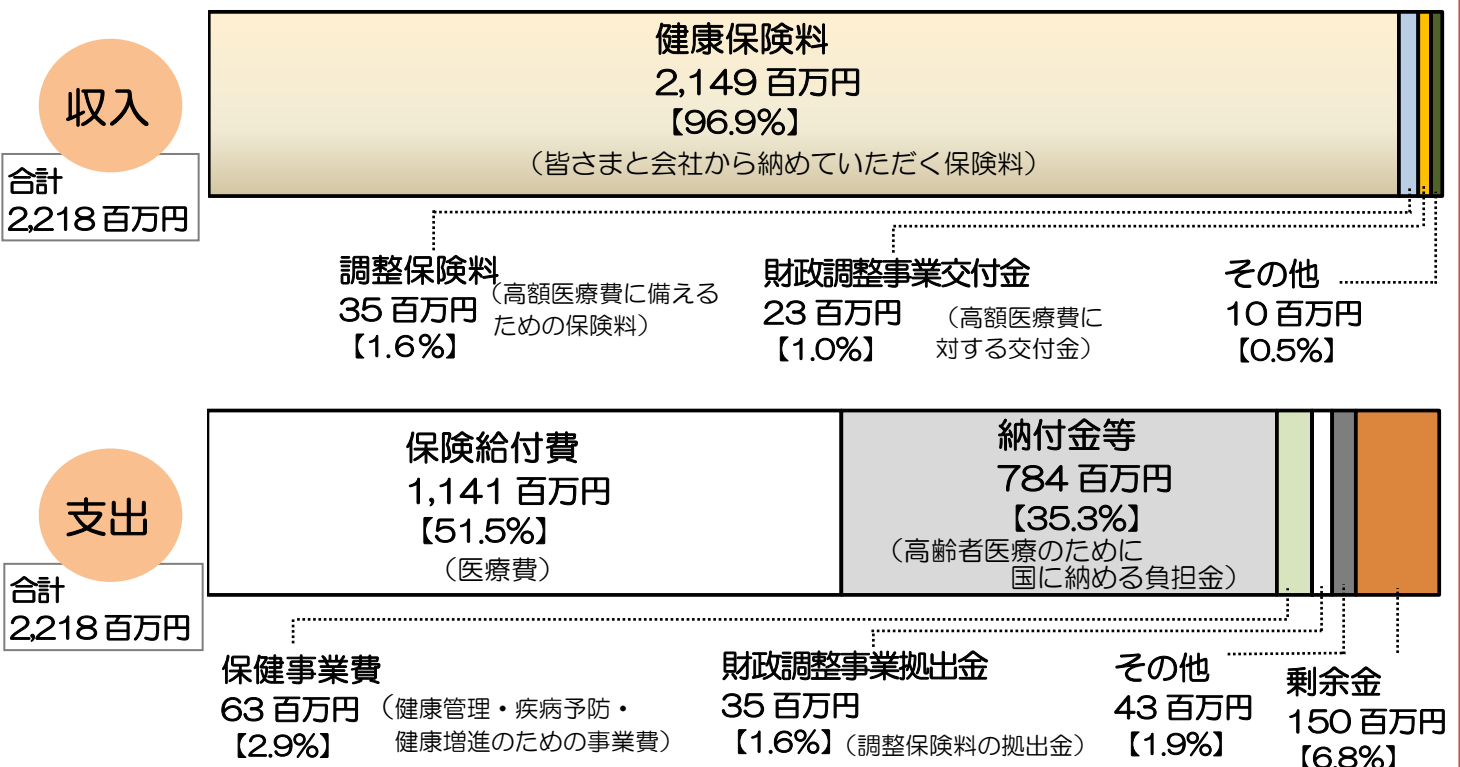 収入
合計
2,218 百万円
健康保険料
2,149 百万円
【96.9%】
（皆さまと会社から納めていただく保険料）
調整保険料
35 百万円
【1.6%】
（高額医療費に備える
ための保険料）
財政調整事業交付金
23 百万円
【1.0%】
（高額医療費に
対する交付金）
その他
10 百万円
【0.5%】
支出
合計
2,218 百万円
保険給付費
1,141 百万円
【51.5%】
（医療費）
納付金等
784 百万円
【35.3%】
（高齢者医療のために
国に納める負担金）
保健事業費
63 百万円
【2.9%】
（健康管理・疾病予防・
健康増進のための事業費）
財政調整事業拠出金
35 百万円
【1.6%】（調整保険料の拠出金）
その他
43 百万円
【1.9%】
剰余金
150 百万円
【6.8%】